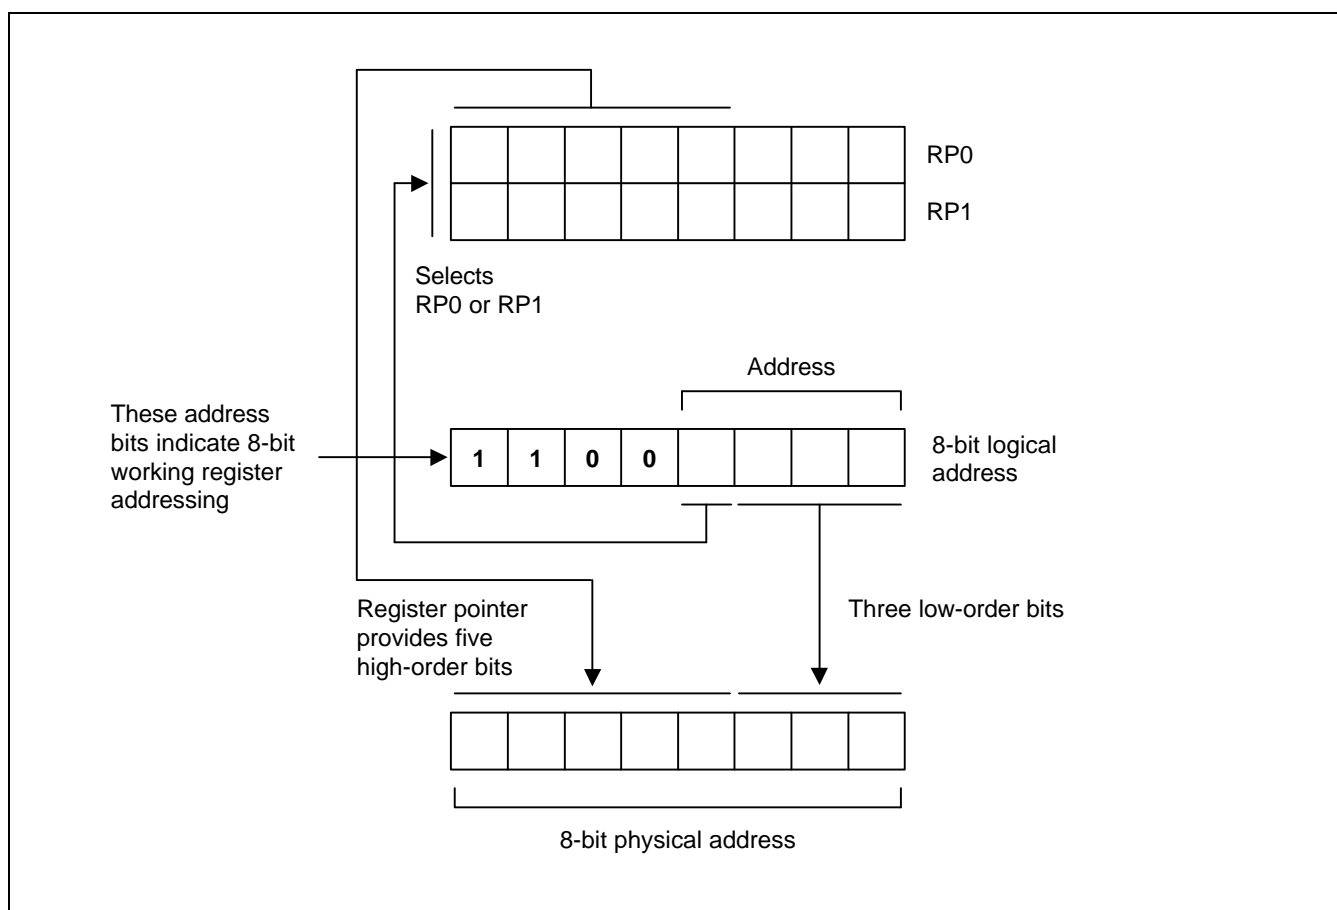 RP0
RP1
Selects
RP0 or RP1
Address
These address
bits indicate 8-bit
working register
addressing
1 1 0 0
8-bit logical
address
Register pointer
provides five
high-order bits
Three low-order bits
8-bit physical address